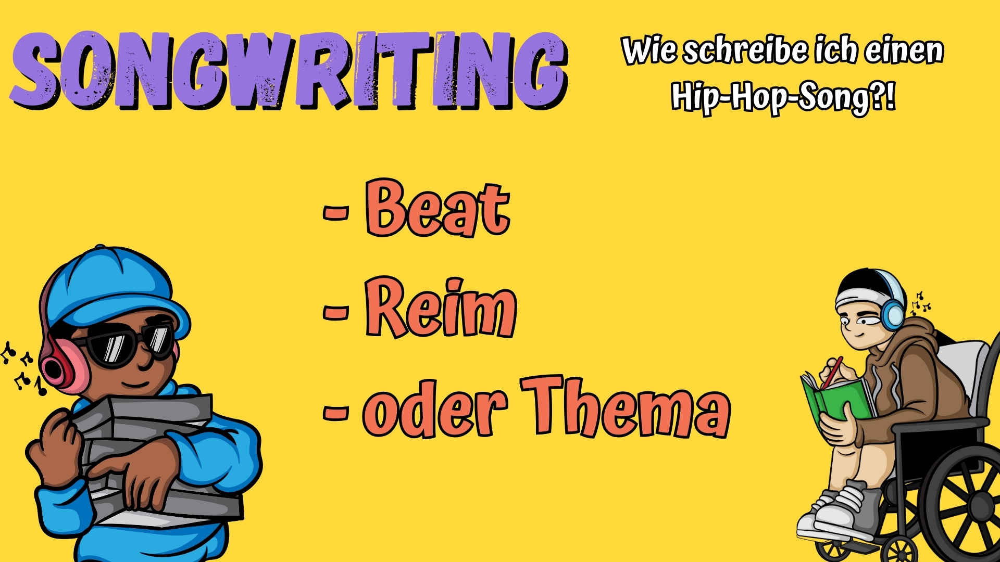 SONGWRITING
Wie schreibe ich einen
Hip-Hop-Song?!
- Beat
- Reim
- oder Thema